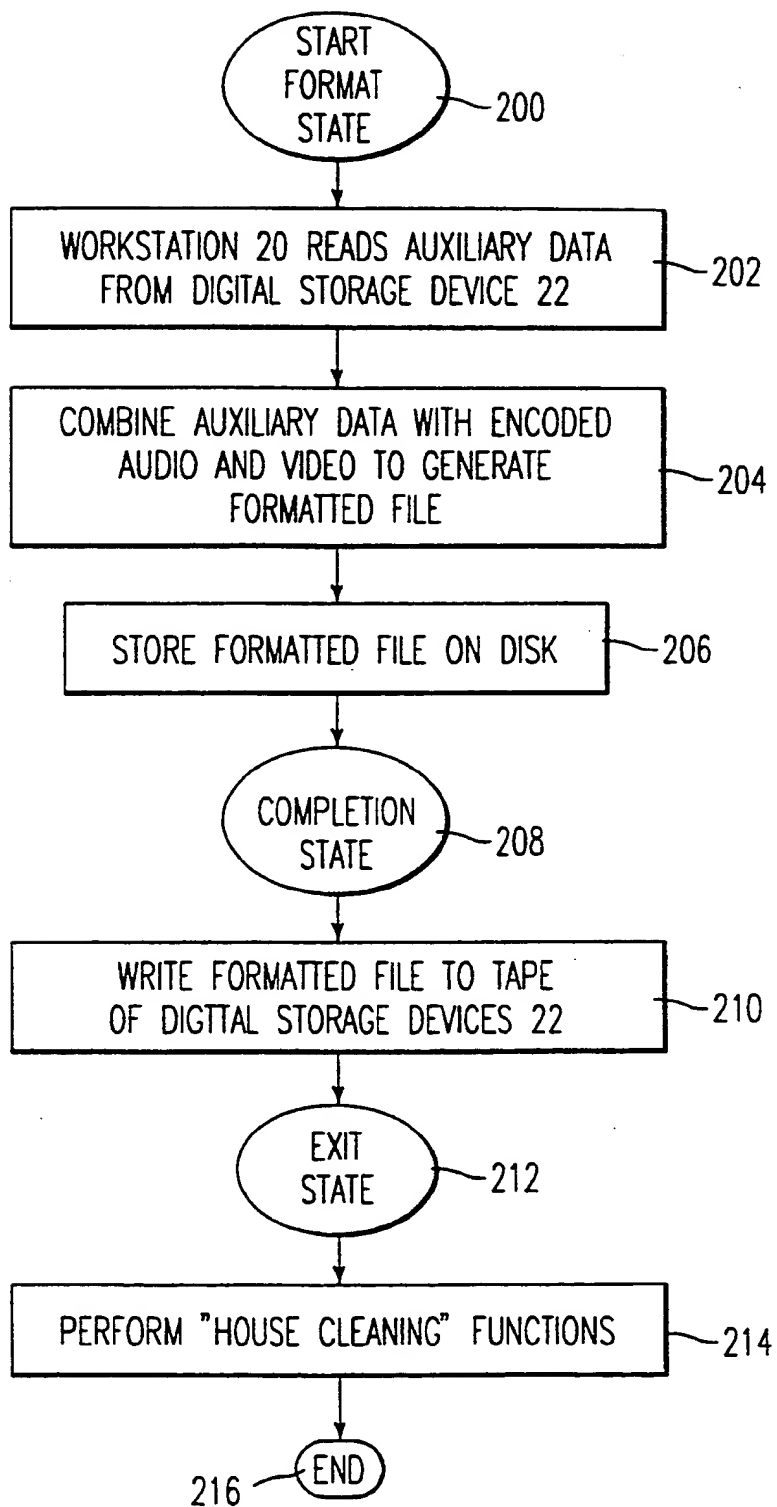 START
FORMAT
STATE
200
WORKSTATION 20 READS AUXILIARY DATA
FROM DIGITAL STORAGE DEVICE 22
202
COMBINE AUXILIARY DATA WITH ENCODED
AUDIO AND VIDEO TO GENERATE
FORMATTED FILE
204
STORE FORMATTED FILE ON DISK
206
COMPLETION
STATE
208
WRITE FORMATTED FILE TO TAPE
OF DIGTTAL STORAGE DEVICES 22
210
EXIT
STATE
212
PERFORM "HOUSE CLEANING" FUNCTIONS
214
END
216